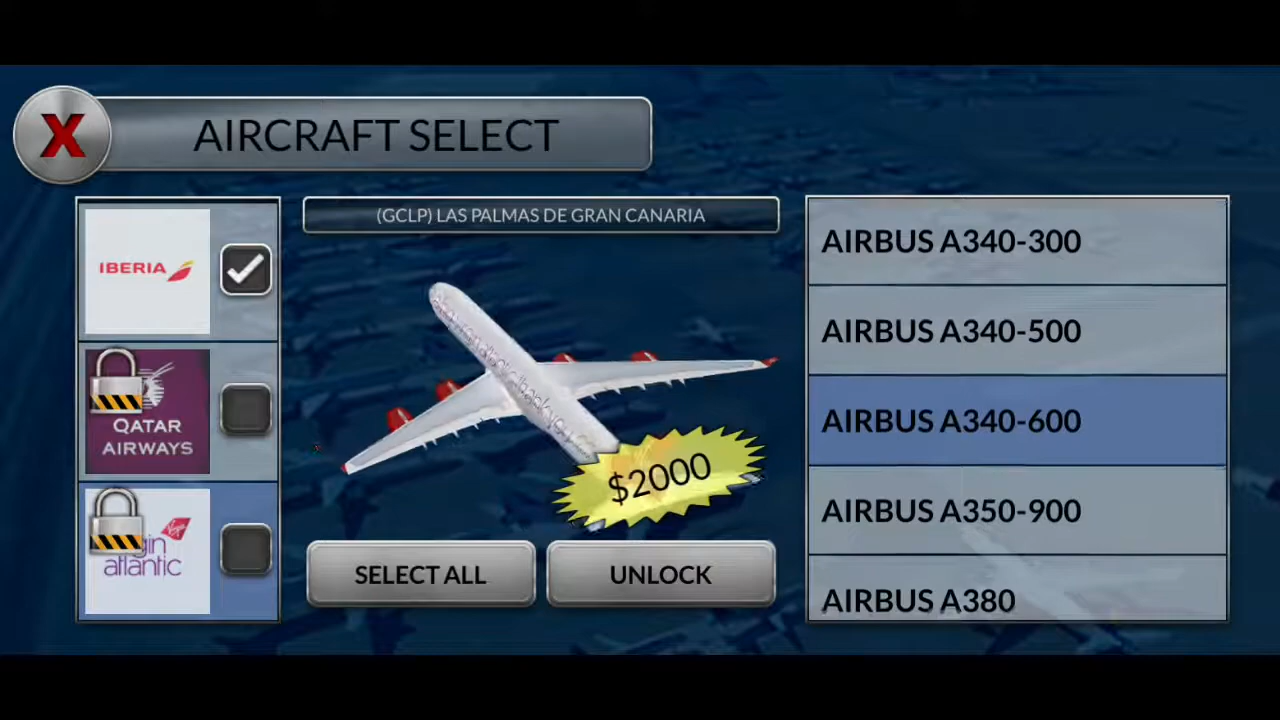 X
AIRCRAFT SELECT
IBERIA
QATAR
AIRWAYS
atlantic
(GCLP) LAS PALMAS DE GRAN CANARIA
$2000
SELECT ALL
UNLOCK
AIRBUS A340-300
AIRBUS A340-500
AIRBUS A340-600
AIRBUS A350-900
AIRBUS A380